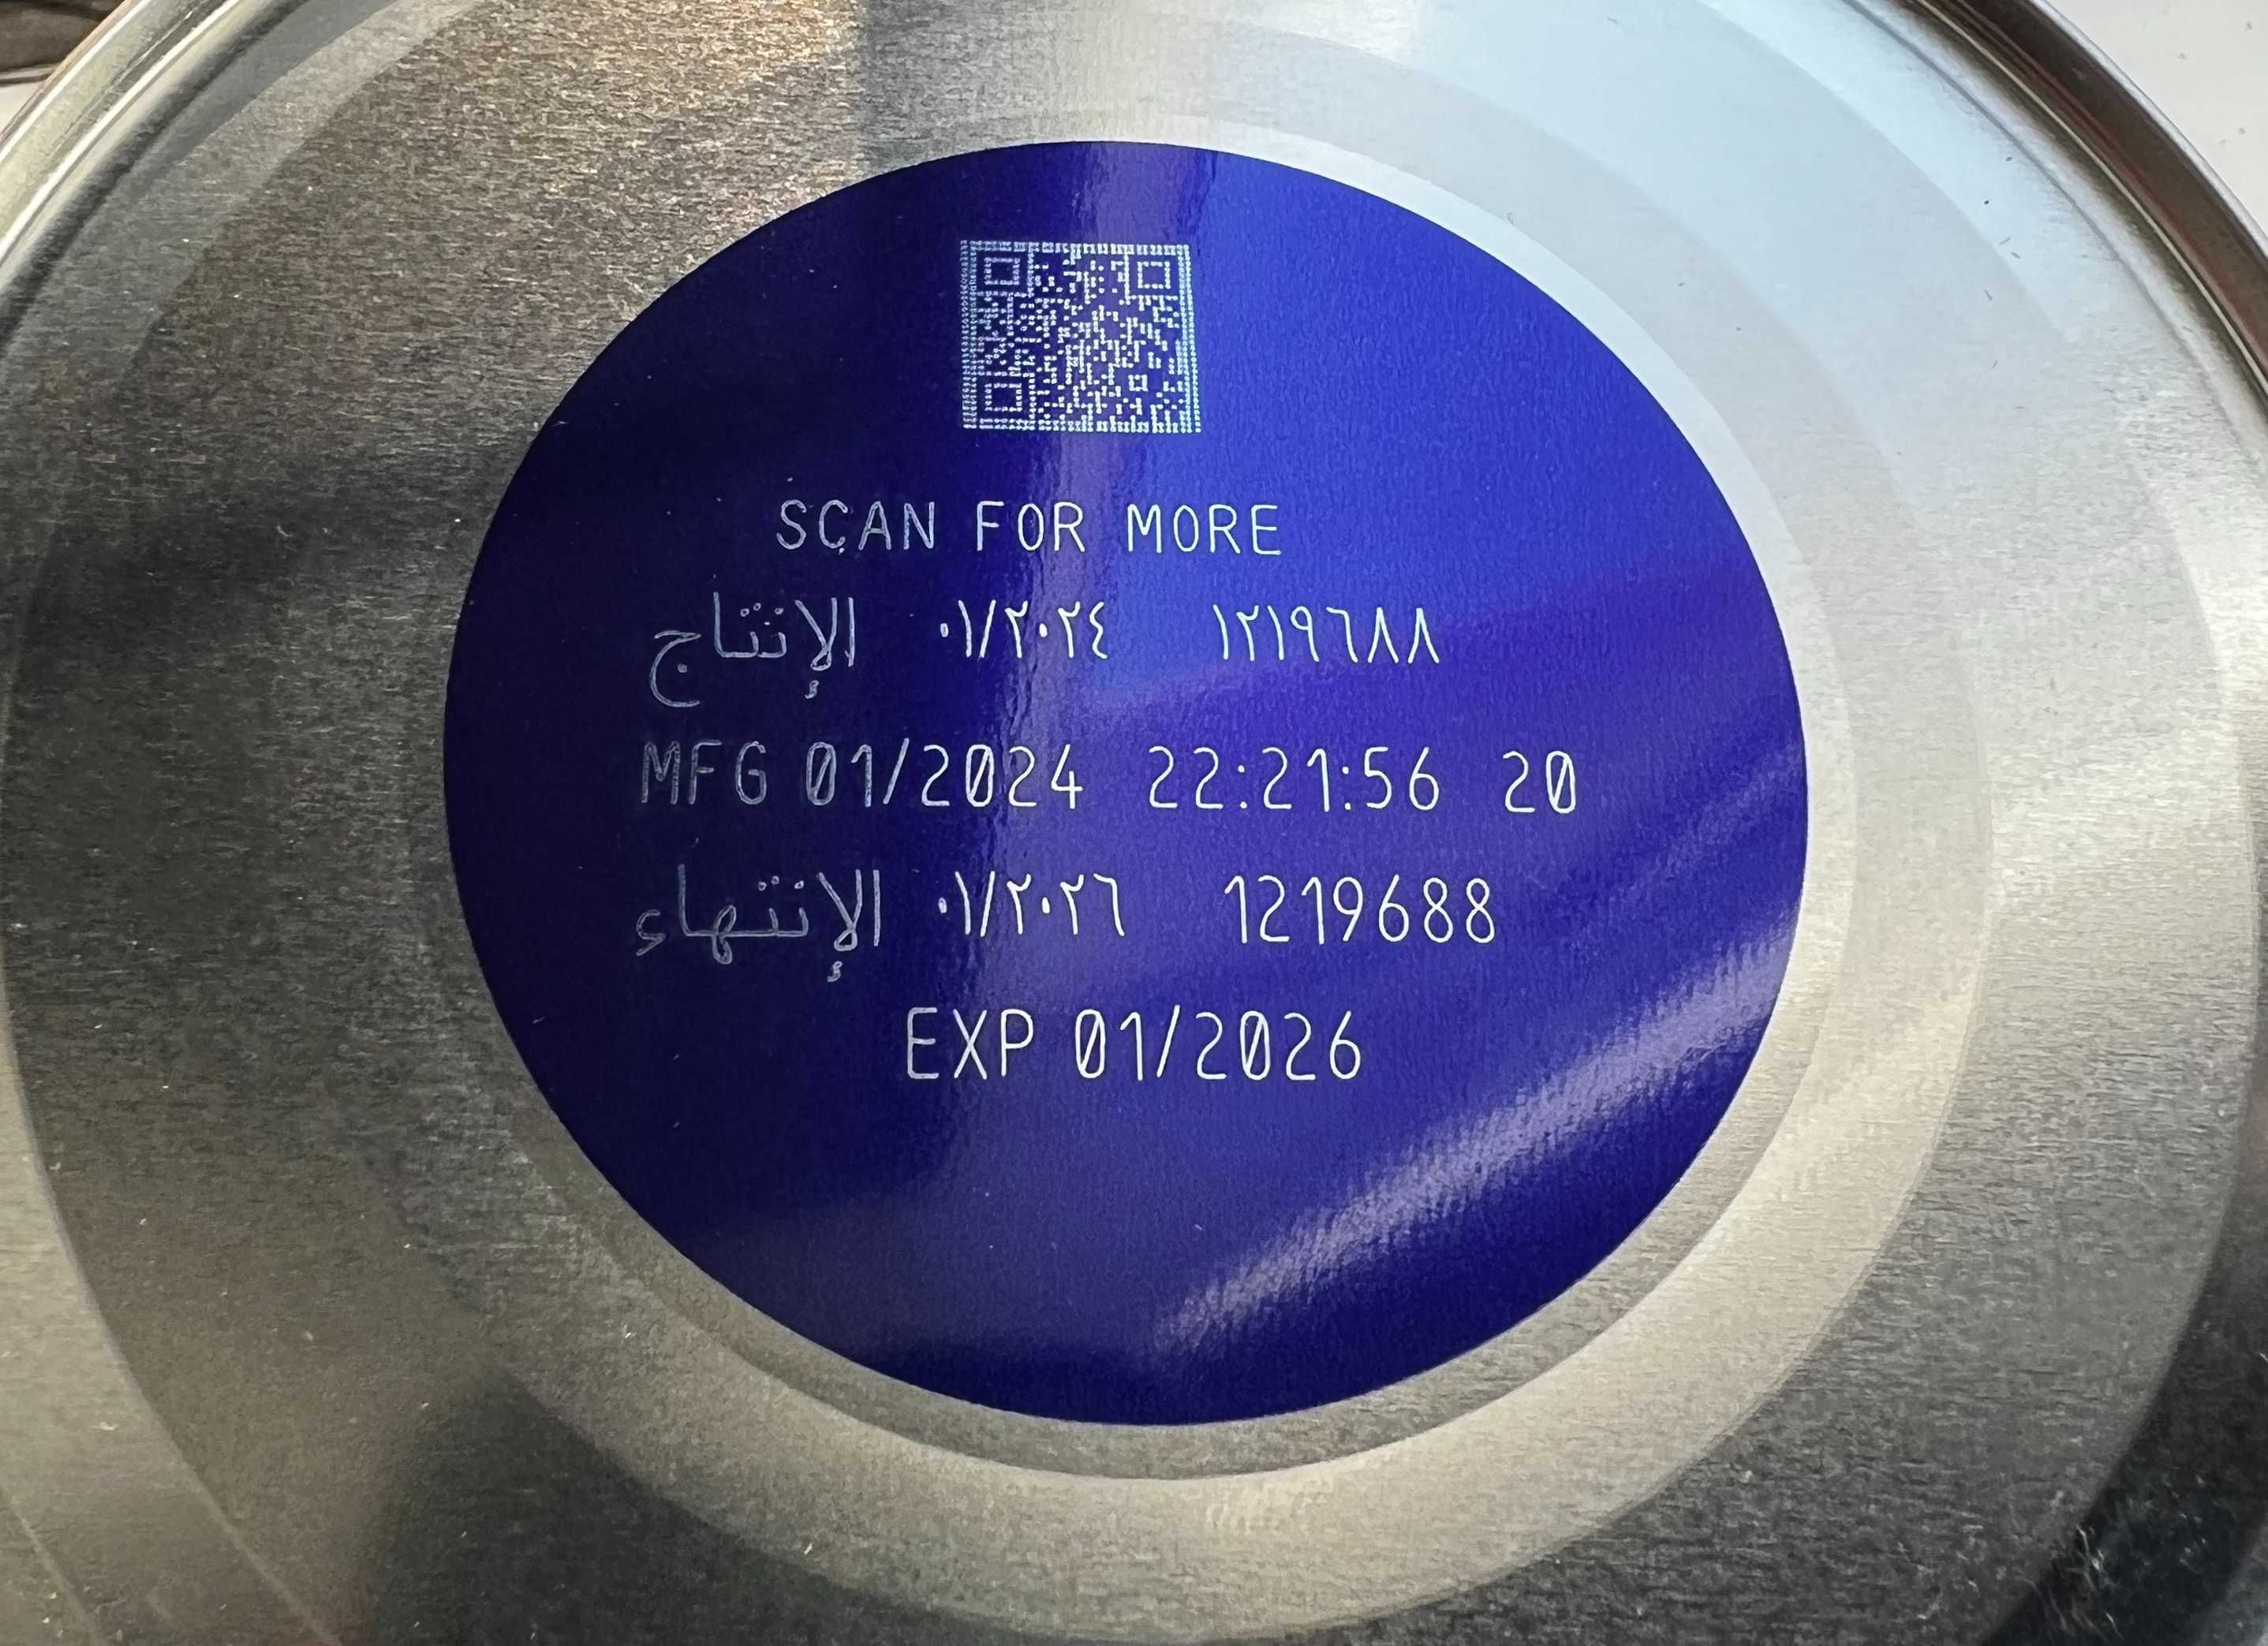 SCAN FOR MORE
الإنتاج ٠١/٢٠٢٤ ١٢١٩٦٨٨
MFG 01/2024 22:21:56 20
الإنتهاء ٠١/٢٠٢٦ 1219688
EXP 01/2026